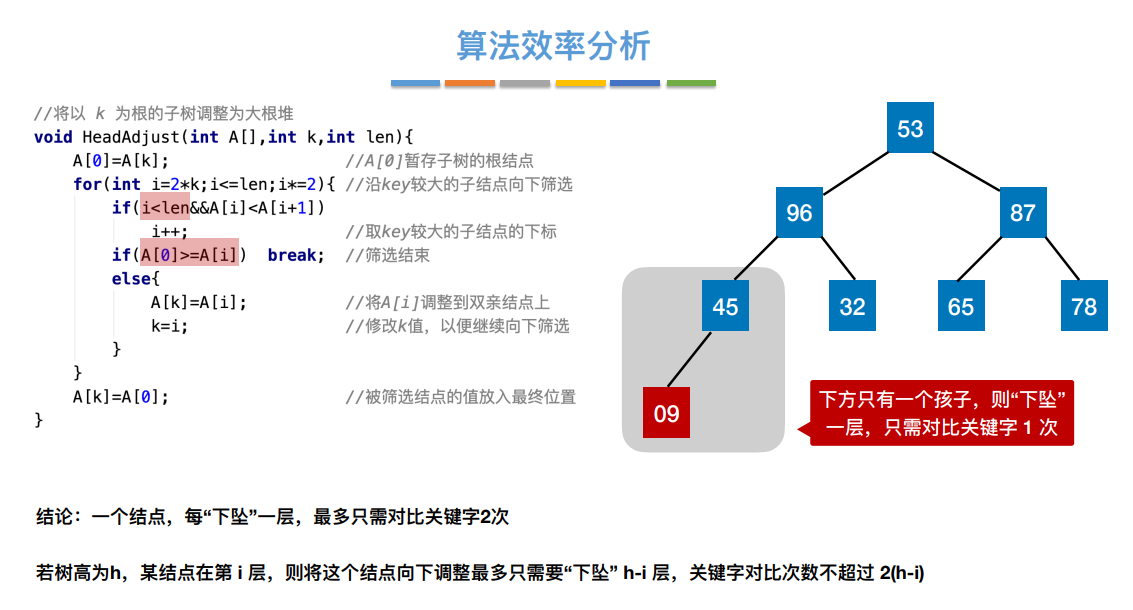 算法效率分析
//将以 k 为根的子树调整为大根堆
void HeadAdjust(int A[],int k,int len){
A[0]=A[k]; //A[0]暂存子树的根结点
for(int i=2*k;i<=len;i*=2){ //沿key较大的子结点向下筛选
if(i<len&&A[i]<A[i+1])
i++; //取key较大的子结点的下标
if(A[0]>=A[i]) break; //筛选结束
else{
A[k]=A[i]; //将A[i]调整到双亲结点上
k=i; //修改k值，以便继续向下筛选
}
}
A[k]=A[0]; //被筛选结点的值放入最终位置
}
53
96 87
45 32 65 78
09
下方只有一个孩子，则“下坠”
一层，只需对比关键字 1 次
结论：一个结点，每“下坠”一层，最多只需对比关键字2次
若树高为h，某结点在第 i 层，则将这个结点向下调整最多只需要“下坠” h-i 层，关键字对比次数不超过 2(h-i)